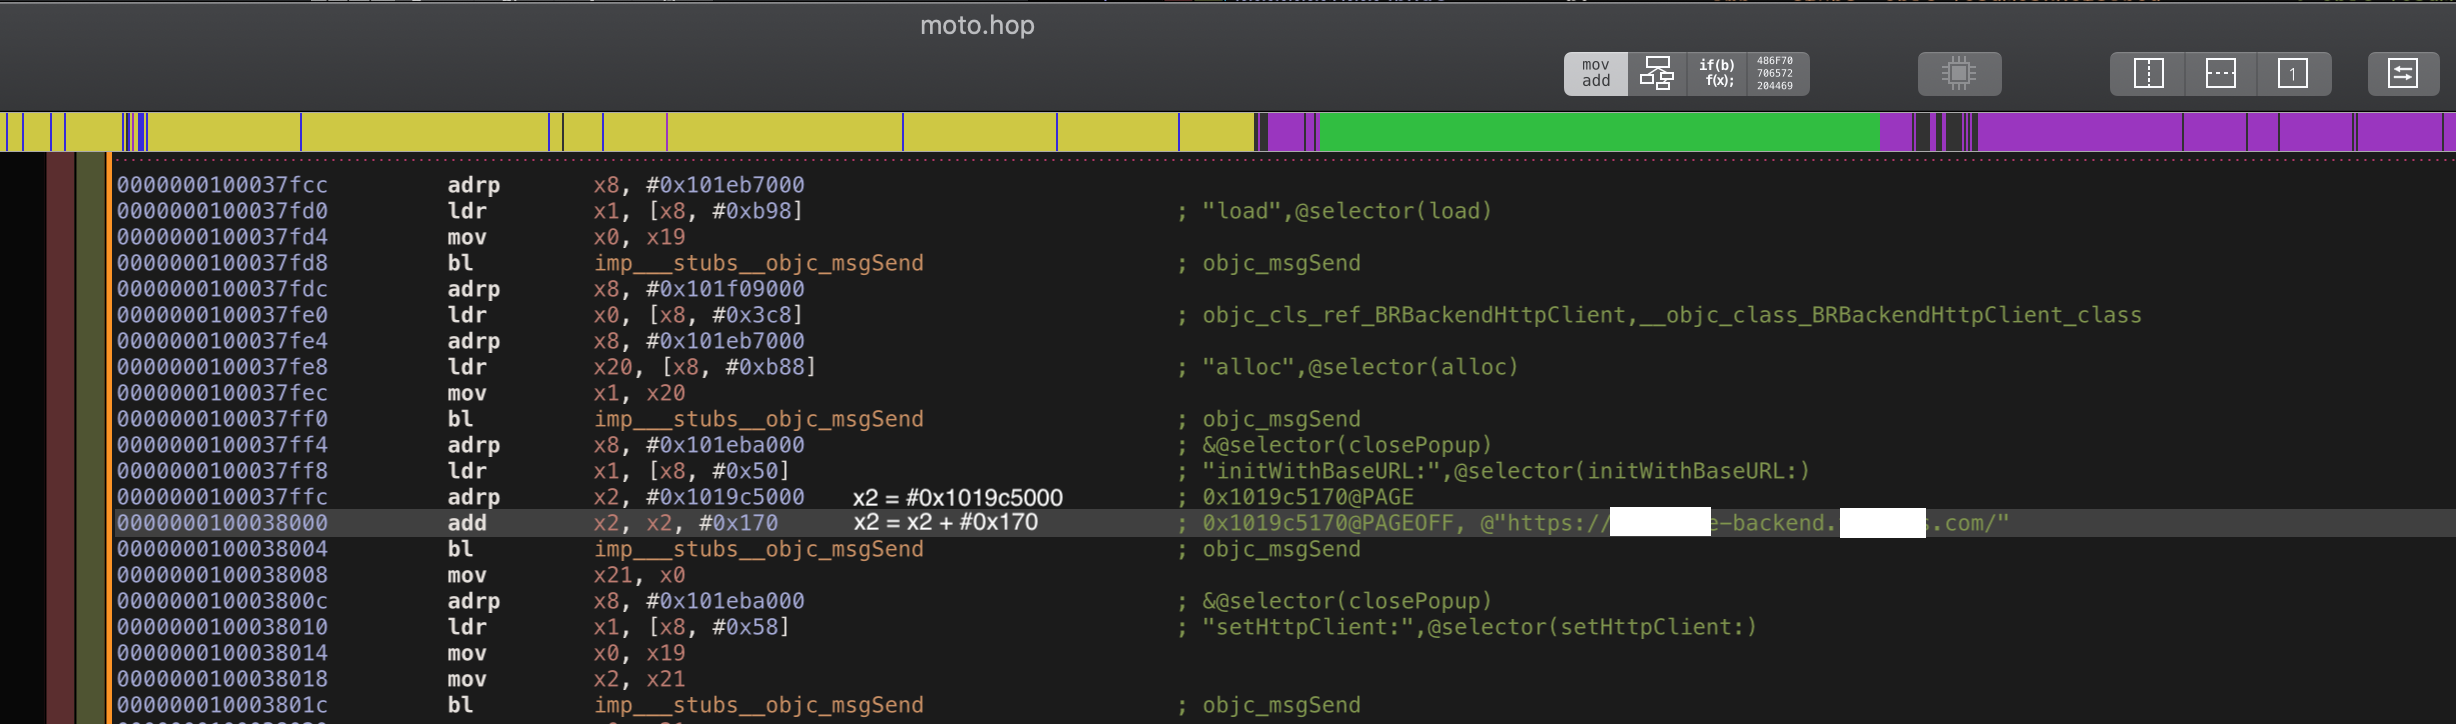 moto.hop
mov add
if(b) f(x);
486F70 706572 204469
1
0000000100037fcc adrp x8, #0x101eb7000
0000000100037fd0 ldr x1, [x8, #0xb98] ; "load",@selector(load)
0000000100037fd4 mov x0, x19
0000000100037fd8 bl imp___stubs__objc_msgSend ; objc_msgSend
0000000100037fdc adrp x8, #0x101f09000
0000000100037fe0 ldr x0, [x8, #0x3c8] ; objc_cls_ref_BRBackendHttpClient,__objc_class_BRBackendHttpClient_class
0000000100037fe4 adrp x8, #0x101eb7000
0000000100037fe8 ldr x20, [x8, #0xb88] ; "alloc",@selector(alloc)
0000000100037fec mov x1, x20
0000000100037ff0 bl imp___stubs__objc_msgSend ; objc_msgSend
0000000100037ff4 adrp x8, #0x101eba000 ; &@selector(closePopup)
0000000100037ff8 ldr x1, [x8, #0x50] ; "initWithBaseURL:",@selector(initWithBaseURL:)
0000000100037ffc adrp x2, #0x1019c5000 x2 = #0x1019c5000 ; 0x1019c5170@PAGE
0000000100038000 add x2, x2, #0x170 x2 = x2 + #0x170 ; 0x1019c5170@PAGEOFF, @"https:// e-backend. s.com/"
0000000100038004 bl imp___stubs__objc_msgSend ; objc_msgSend
0000000100038008 mov x21, x0
000000010003800c adrp x8, #0x101eba000 ; &@selector(closePopup)
0000000100038010 ldr x1, [x8, #0x58] ; "setHttpClient:",@selector(setHttpClient:)
0000000100038014 mov x0, x19
0000000100038018 mov x2, x21
000000010003801c bl imp___stubs__objc_msgSend ; objc_msgSend